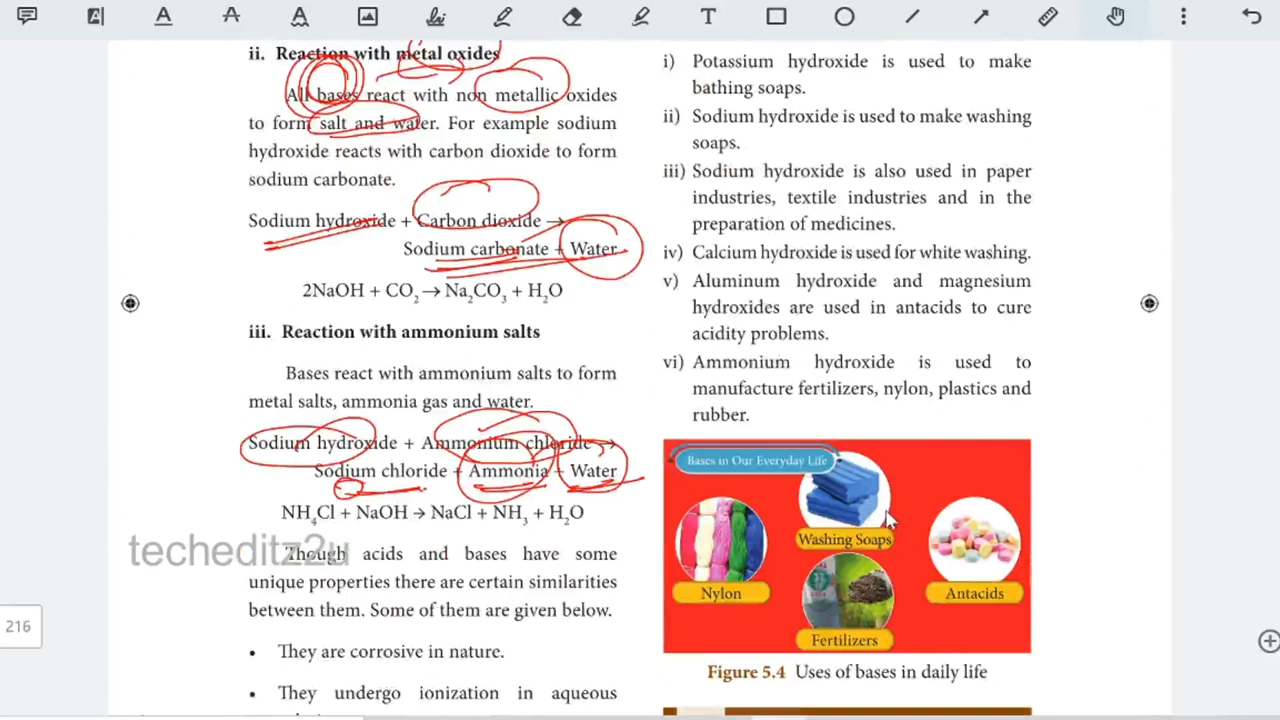 ii. Reaction with metal oxides
All bases react with non metallic oxides
to form salt and water. For example sodium
hydroxide reacts with carbon dioxide to form
sodium carbonate.
Sodium hydroxide + Carbon dioxide →
Sodium carbonate + Water
2NaOH + CO₂ → Na₂CO₃ + H₂O
iii. Reaction with ammonium salts
Bases react with ammonium salts to form
metal salts, ammonia gas and water.
Sodium hydroxide + Ammonium chloride →
Sodium chloride + Ammonia + Water
NH₄Cl + NaOH → NaCl + NH₃ + H₂O
techeditz2u
Though acids and bases have some
unique properties there are certain similarities
between them. Some of them are given below.
• They are corrosive in nature.
• They undergo ionization in aqueous
i) Potassium hydroxide is used to make
bathing soaps.
ii) Sodium hydroxide is used to make washing
soaps.
iii) Sodium hydroxide is also used in paper
industries, textile industries and in the
preparation of medicines.
iv) Calcium hydroxide is used for white washing.
v) Aluminum hydroxide and magnesium
hydroxides are used in antacids to cure
acidity problems.
vi) Ammonium hydroxide is used to
manufacture fertilizers, nylon, plastics and
rubber.
Bases in Our Everyday Life
Washing Soaps
Nylon
Antacids
Fertilizers
Figure 5.4 Uses of bases in daily life
216